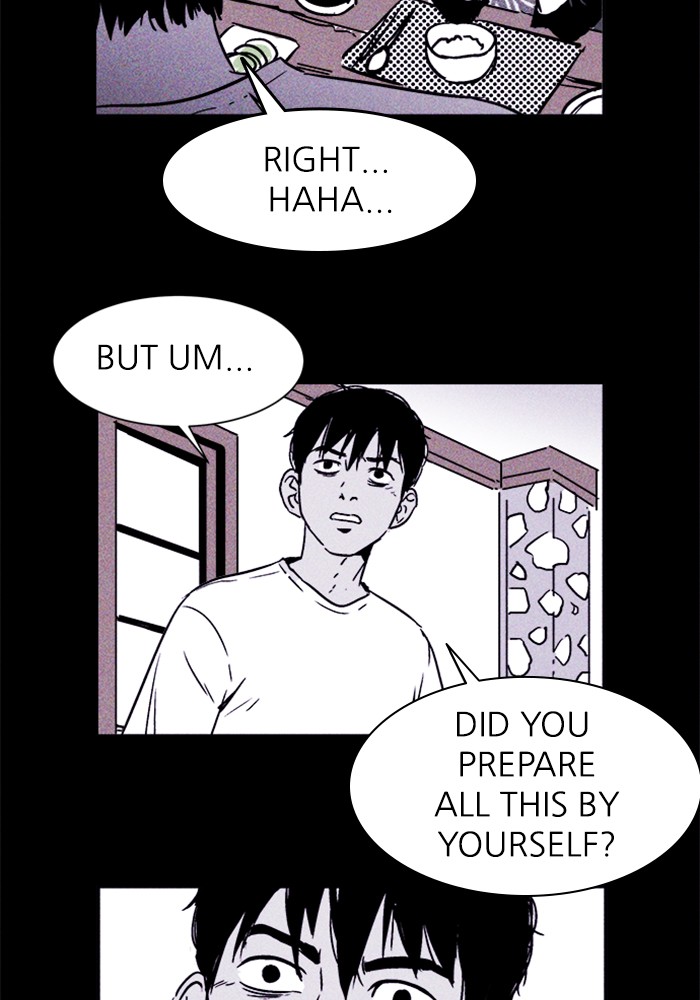 RIGHT...
HAHA...
BUT UM...
DID YOU
PREPARE
ALL THIS BY
YOURSELF?